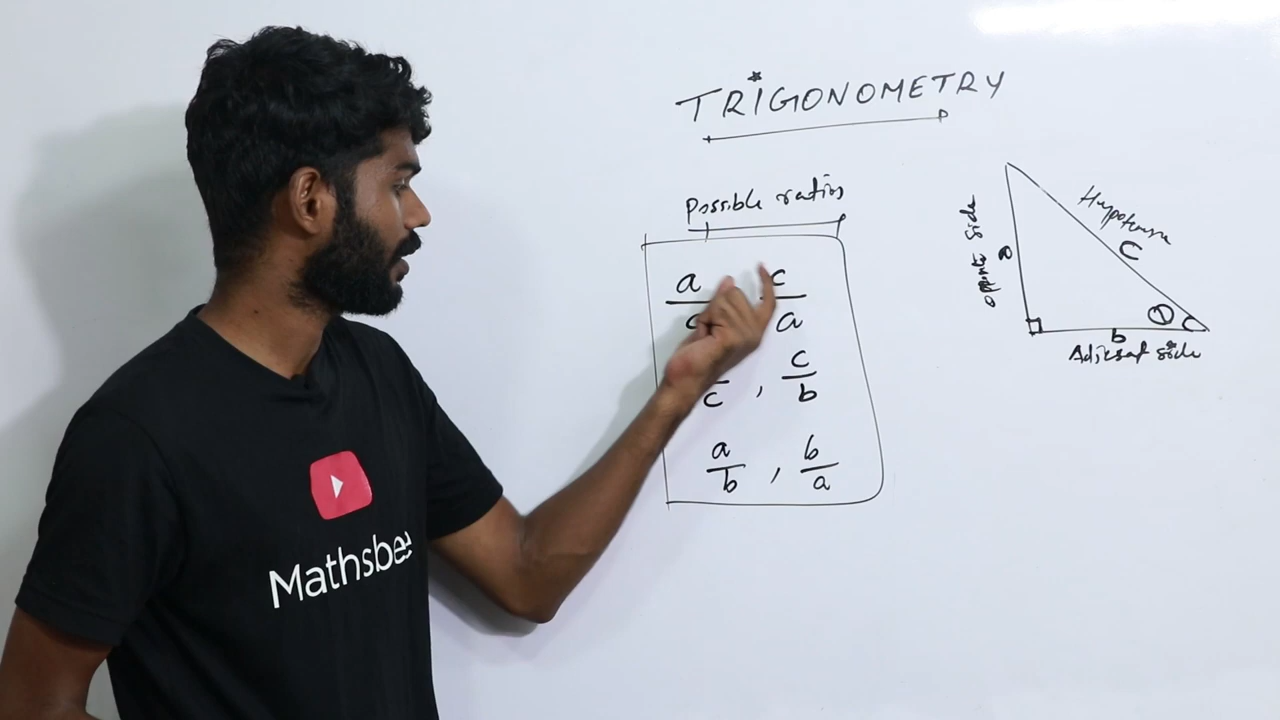 TRIGONOMETRY
Possible ratios
a c
c a
c
c , b
a b
b , a
Hypotenuse
C
opposite side
a
θ
b
Adjacent side
Mathsbee